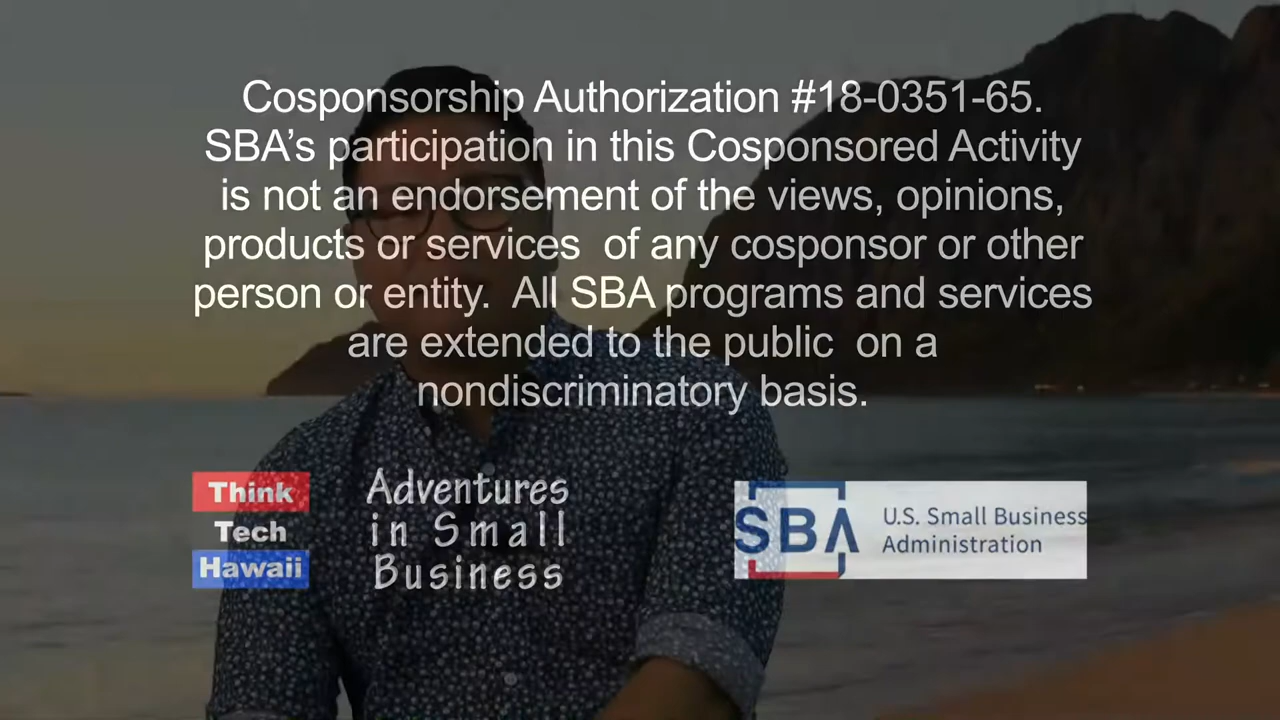 Cosponsorship Authorization #18-0351-65.
SBA’s participation in this Cosponsored Activity
is not an endorsement of the views, opinions,
products or services of any cosponsor or other
person or entity. All SBA programs and services
are extended to the public on a
nondiscriminatory basis.
Think
Tech
Hawaii
Adventures
in Small
Business
SBA
U.S. Small Business
Administration